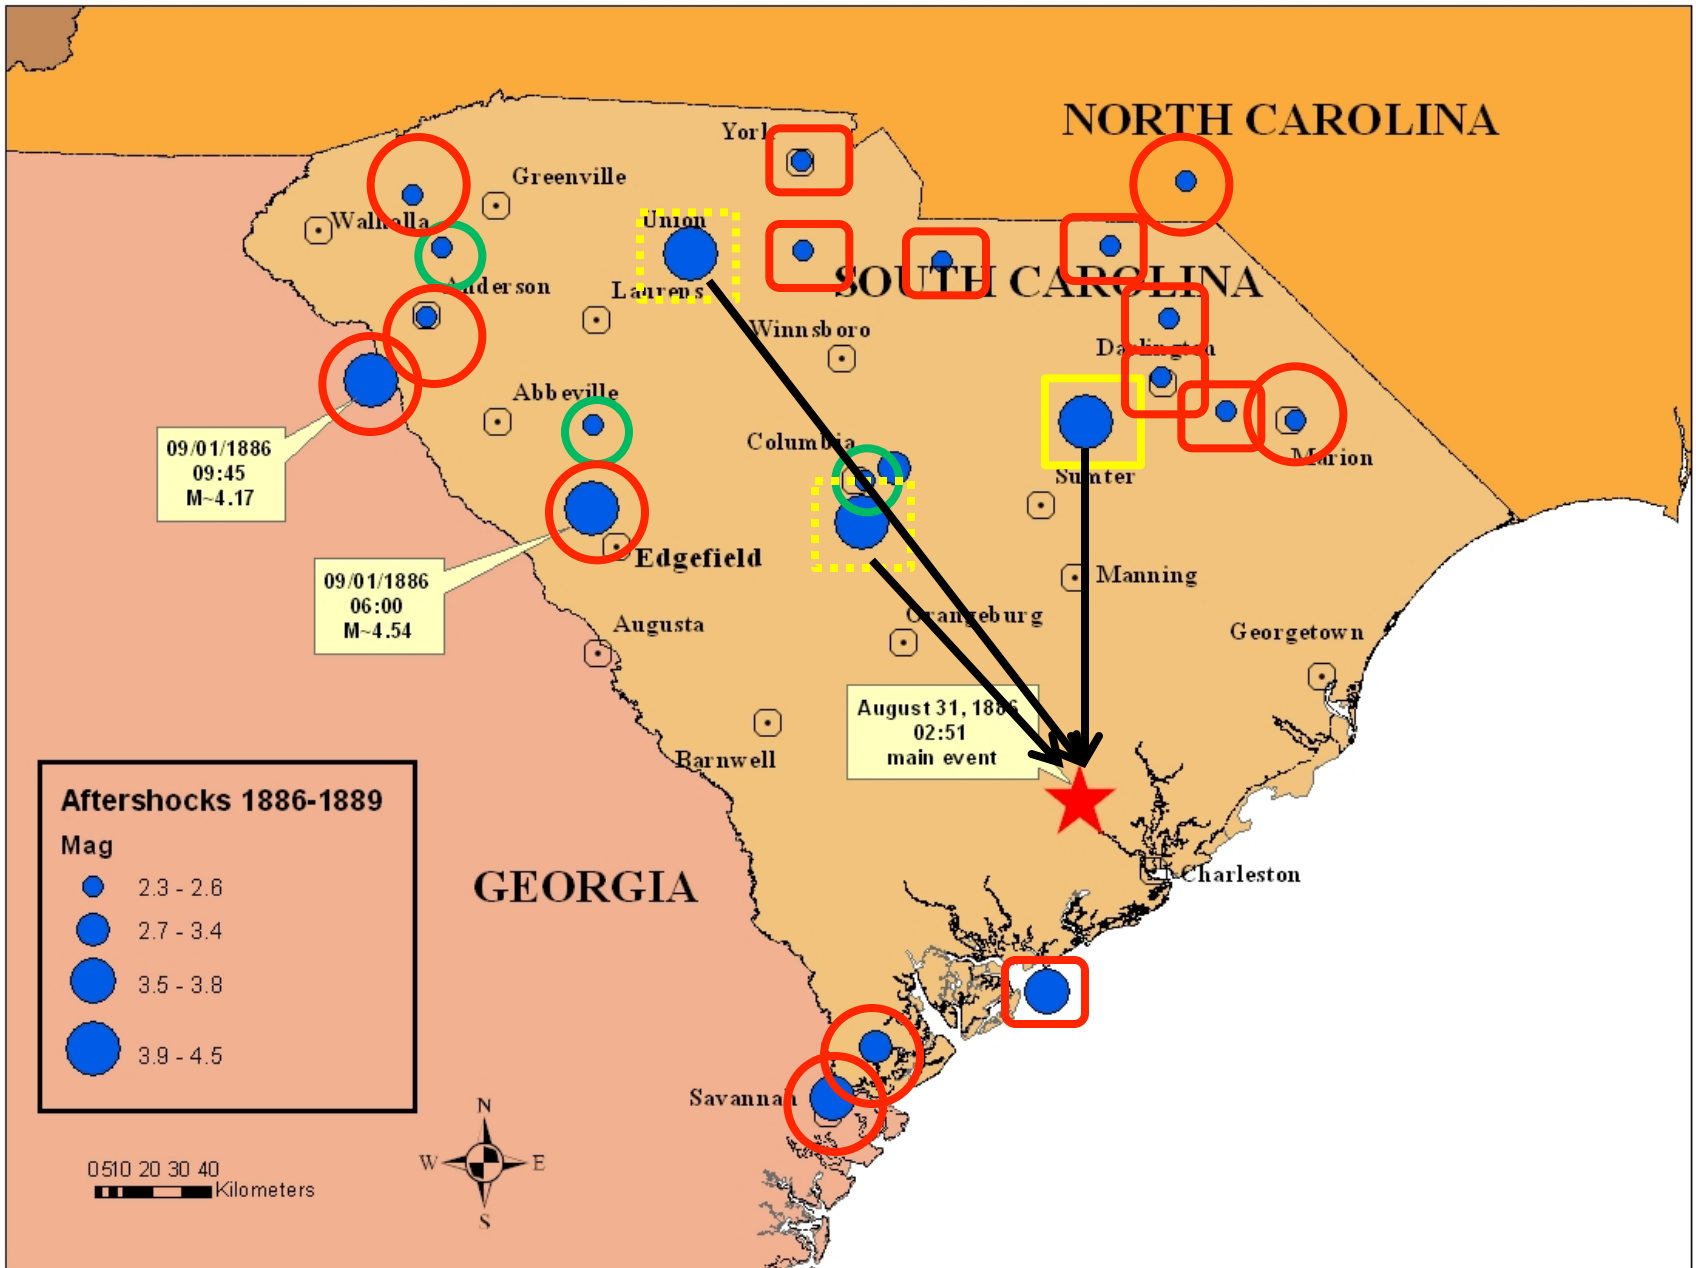 NORTH CAROLINA
York
Greenville
Walhalla
Union
SOUTH CAROLINA
Anderson
Laurens
Winnsboro
Darlington
Abbeville
Columbia
Marion
Sumter
09/01/1886
09:45
M~4.17
Edgefield
09/01/1886
06:00
M~4.54
Manning
Orangeburg
Augusta
Georgetown
August 31, 1886
02:51
main event
Barnwell
Aftershocks 1886-1889
Mag
2.3 - 2.6
2.7 - 3.4
3.5 - 3.8
3.9 - 4.5
GEORGIA
Charleston
Savannah
N
W
E
S
0510 20 30 40
Kilometers